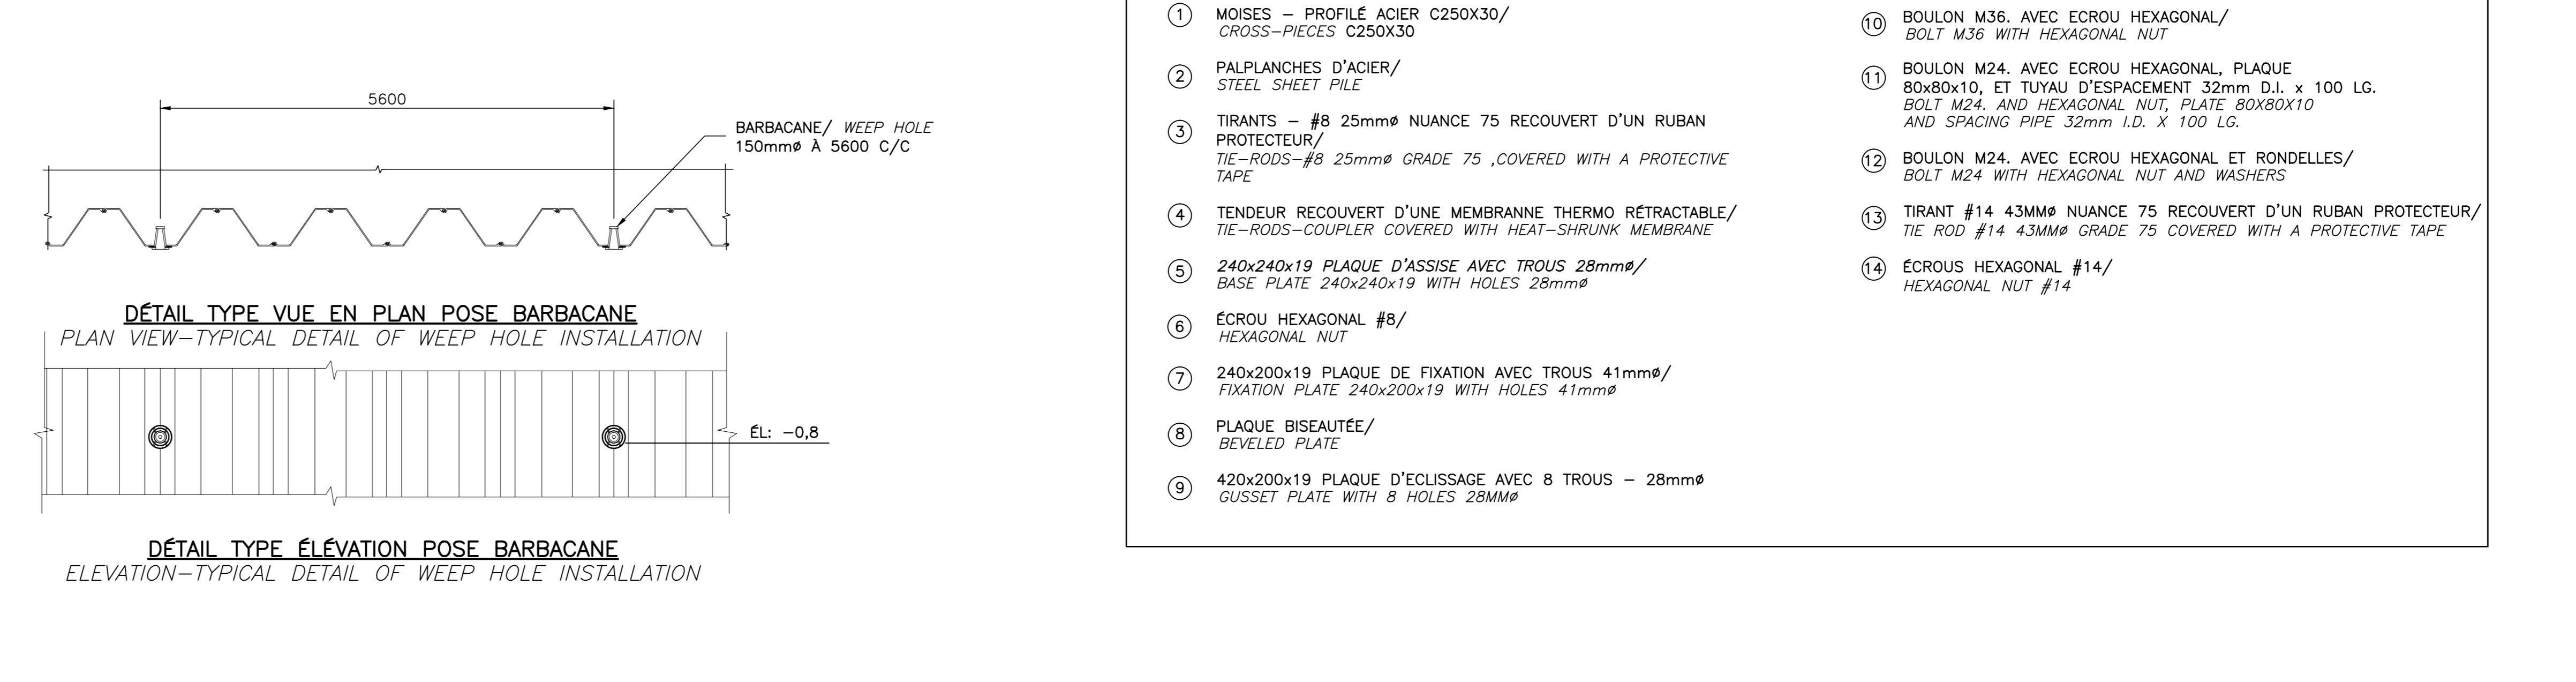 5600
BARBACANE/ WEEP HOLE
150mmø À 5600 C/C
DÉTAIL TYPE VUE EN PLAN POSE BARBACANE
PLAN VIEW-TYPICAL DETAIL OF WEEP HOLE INSTALLATION
ÉL: -0,8
DÉTAIL TYPE ÉLÉVATION POSE BARBACANE
ELEVATION-TYPICAL DETAIL OF WEEP HOLE INSTALLATION
1 MOISES - PROFILÉ ACIER C250X30/
CROSS-PIECES C250X30
2 PALPLANCHES D'ACIER/
STEEL SHEET PILE
3 TIRANTS - #8 25mmø NUANCE 75 RECOUVERT D'UN RUBAN
PROTECTEUR/
TIE-RODS-#8 25mmø GRADE 75 ,COVERED WITH A PROTECTIVE
TAPE
4 TENDEUR RECOUVERT D'UNE MEMBRANNE THERMO RÉTRACTABLE/
TIE-RODS-COUPLER COVERED WITH HEAT-SHRUNK MEMBRANE
5 240x240x19 PLAQUE D'ASSISE AVEC TROUS 28mmø/
BASE PLATE 240x240x19 WITH HOLES 28mmø
6 ÉCROU HEXAGONAL #8/
HEXAGONAL NUT
7 240x200x19 PLAQUE DE FIXATION AVEC TROUS 41mmø/
FIXATION PLATE 240x200x19 WITH HOLES 41mmø
8 PLAQUE BISEAUTÉE/
BEVELED PLATE
9 420x200x19 PLAQUE D'ECLISSAGE AVEC 8 TROUS - 28mmø
GUSSET PLATE WITH 8 HOLES 28MMø
10 BOULON M36. AVEC ECROU HEXAGONAL/
BOLT M36 WITH HEXAGONAL NUT
11 BOULON M24. AVEC ECROU HEXAGONAL, PLAQUE
80x80x10, ET TUYAU D'ESPACEMENT 32mm D.I. x 100 LG.
BOLT M24. AND HEXAGONAL NUT, PLATE 80X80X10
AND SPACING PIPE 32mm I.D. X 100 LG.
12 BOULON M24. AVEC ECROU HEXAGONAL ET RONDELLES/
BOLT M24 WITH HEXAGONAL NUT AND WASHERS
13 TIRANT #14 43MMø NUANCE 75 RECOUVERT D'UN RUBAN PROTECTEUR/
TIE ROD #14 43MMø GRADE 75 COVERED WITH A PROTECTIVE TAPE
14 ÉCROUS HEXAGONAL #14/
HEXAGONAL NUT #14